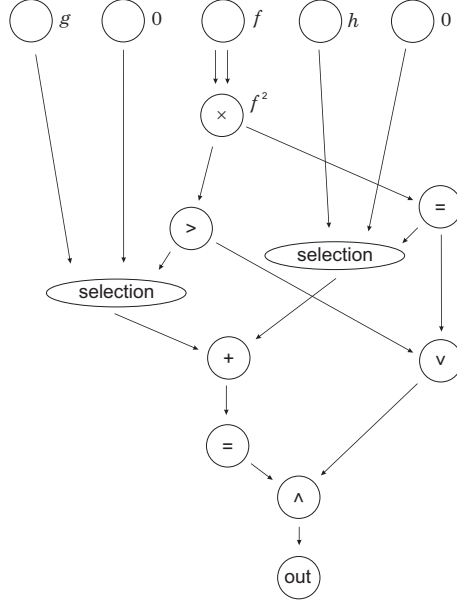 g 0 f h 0
× f²
=
>
selection
selection
+ ∨
=
∧
out